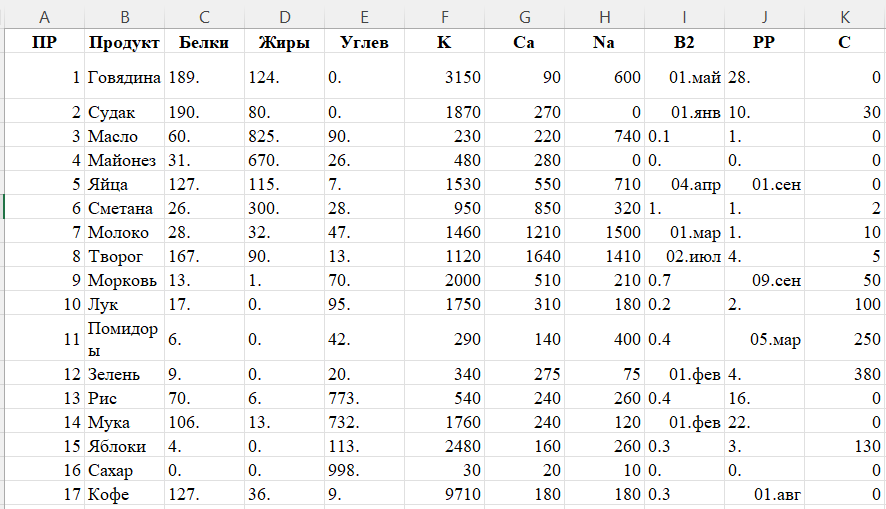 A B C D E F G H I J K
ПР Продукт Белки Жиры Углев K Ca Na B2 PP C
1 Говядина 189. 124. 0. 3150 90 600 01.май 28. 0
2 Судак 190. 80. 0. 1870 270 0 01.янв 10. 30
3 Масло 60. 825. 90. 230 220 740 0.1 1. 0
4 Майонез 31. 670. 26. 480 280 0 0. 0. 0
5 Яйца 127. 115. 7. 1530 550 710 04.апр 01.сен 0
6 Сметана 26. 300. 28. 950 850 320 1. 1. 2
7 Молоко 28. 32. 47. 1460 1210 1500 01.мар 1. 10
8 Творог 167. 90. 13. 1120 1640 1410 02.июл 4. 5
9 Морковь 13. 1. 70. 2000 510 210 0.7 09.сен 50
10 Лук 17. 0. 95. 1750 310 180 0.2 2. 100
11 Помидор 6. 0. 42. 290 140 400 0.4 05.мар 250
ы
12 Зелень 9. 0. 20. 340 275 75 01.фев 4. 380
13 Рис 70. 6. 773. 540 240 260 0.4 16. 0
14 Мука 106. 13. 732. 1760 240 120 01.фев 22. 0
15 Яблоки 4. 0. 113. 2480 160 260 0.3 3. 130
16 Сахар 0. 0. 998. 30 20 10 0. 0. 0
17 Кофе 127. 36. 9. 9710 180 180 0.3 01.авг 0